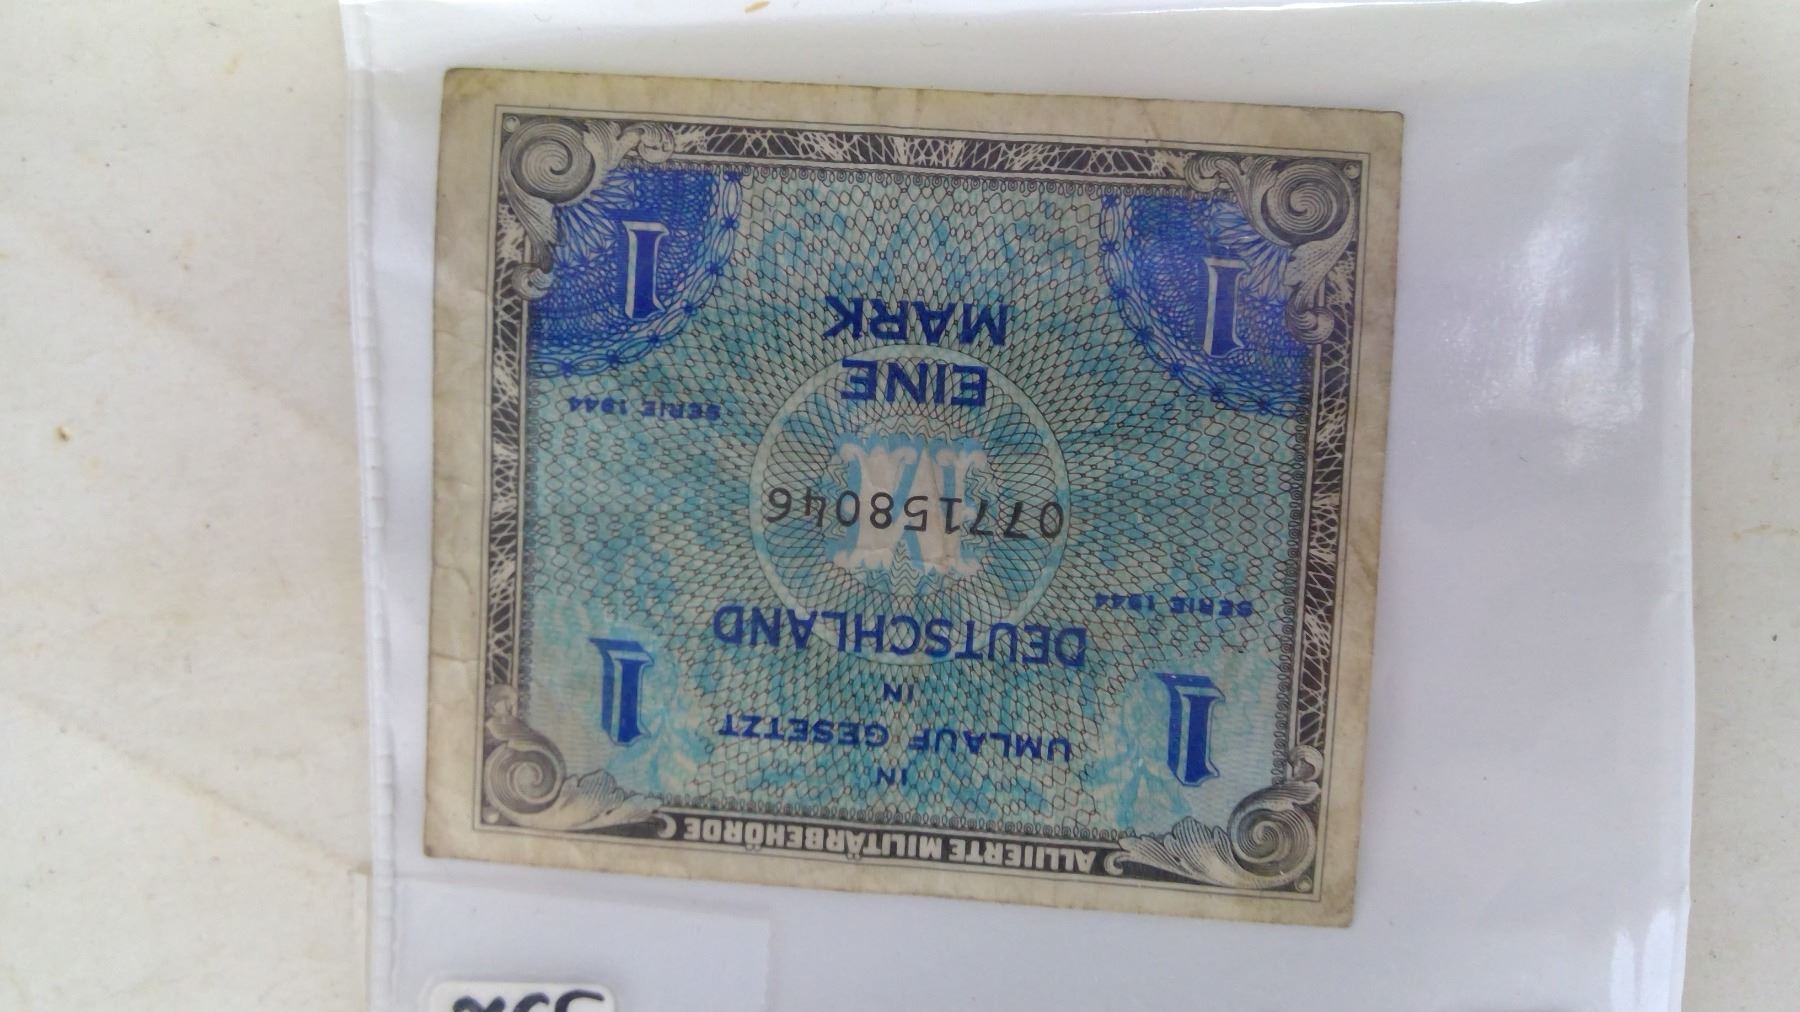 ALLIIERTE MILITÄRBEHÖRDE
IN
UMLAUF GESETZT
IN
DEUTSCHLAND
1
1
SERIE 1944
077158046
SERIE 1944
EINE
MARK
1
1